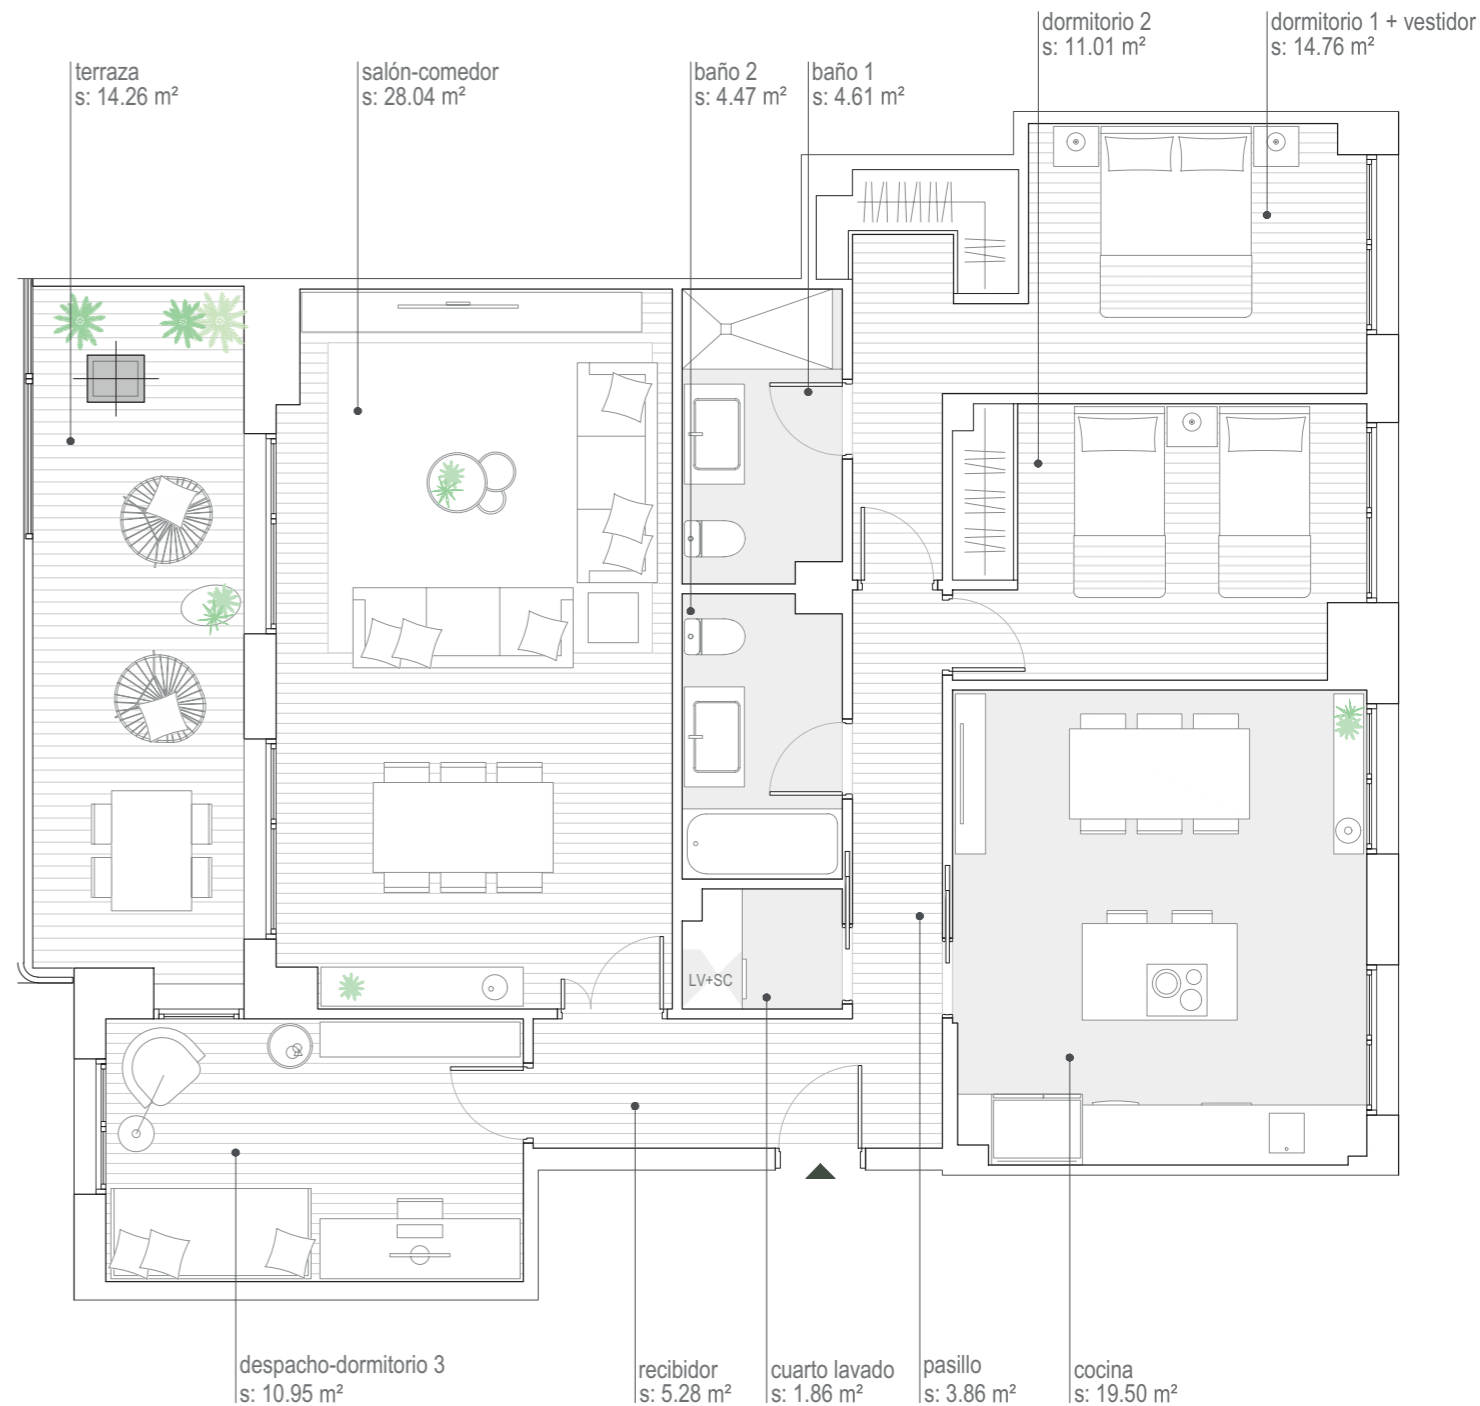 dormitorio 2
s: 11.01 m²
dormitorio 1 + vestidor
s: 14.76 m²
terraza
s: 14.26 m²
salón-comedor
s: 28.04 m²
baño 2
s: 4.47 m²
baño 1
s: 4.61 m²
LV+SC
despacho-dormitorio 3
s: 10.95 m²
recibidor
s: 5.28 m²
cuarto lavado
s: 1.86 m²
pasillo
s: 3.86 m²
cocina
s: 19.50 m²